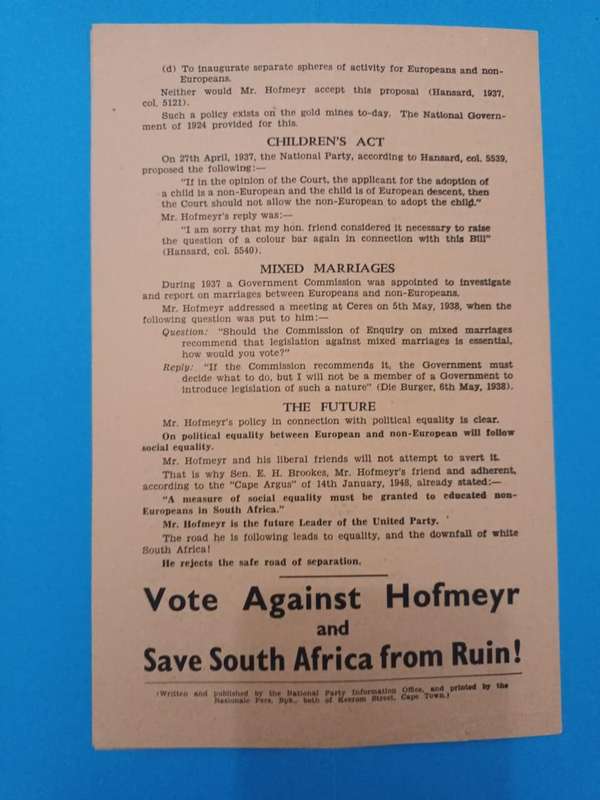 (d) To inaugurate separate spheres of activity for Europeans and non-
Europeans.
Neither would Mr. Hofmeyr accept this proposal (Hansard, 1937,
col. 5121).
Such a policy exists on the gold mines to-day. The National Govern-
ment of 1924 provided for this.
CHILDREN'S ACT
On 27th April, 1937, the National Party, according to Hansard, col. 5539,
proposed the following:—
"If in the opinion of the Court, the applicant for the adoption of
a child is a non-European and the child is of European descent, then
the Court should not allow the non-European to adopt the child."
Mr. Hofmeyr's reply was:—
"I am sorry that my hon. friend considered it necessary to raise
the question of a colour bar again in connection with this Bill"
(Hansard, col. 5540).
MIXED MARRIAGES
During 1937 a Government Commission was appointed to investigate
and report on marriages between Europeans and non-Europeans.
Mr. Hofmeyr addressed a meeting at Ceres on 5th May, 1938, when the
following question was put to him:—
Question: "Should the Commission of Enquiry on mixed marriages
recommend that legislation against mixed marriages is essential,
how would you vote?"
Reply: "If the Commission recommends it, the Government must
decide what to do, but I will not be a member of a Government to
introduce legislation of such a nature" (Die Burger, 6th May, 1938).
THE FUTURE
Mr. Hofmeyr's policy in connection with political equality is clear.
On political equality between European and non-European will follow
social equality.
Mr. Hofmeyr and his liberal friends will not attempt to avert it.
That is why Sen. E. H. Brookes, Mr. Hofmeyr's friend and adherent,
according to the "Cape Argus" of 14th January, 1948, already stated:—
"A measure of social equality must be granted to educated non-
Europeans in South Africa."
Mr. Hofmeyr is the future Leader of the United Party.
The road he is following leads to equality, and the downfall of white
South Africa!
He rejects the safe road of separation.
Vote Against Hofmeyr
and
Save South Africa from Ruin!
(Written and published by the National Party Information Office, and printed by the
Nasionale Pers, Bpk., both of Keerom Street, Cape Town.)